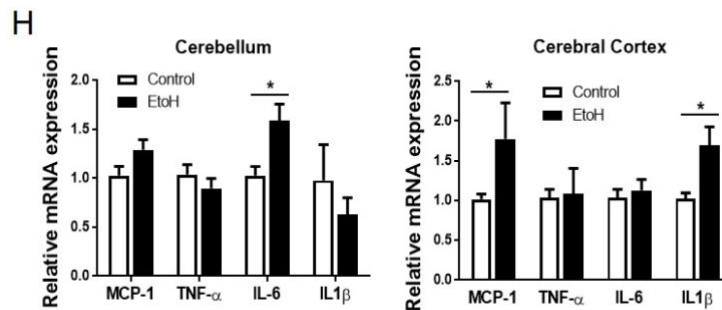 H
Cerebellum
Relative mRNA expression
2.0
1.5
1.0
0.5
0.0
Control
EtoH
*
MCP-1 TNF-α IL-6 IL1β
Cerebral Cortex
Relative mRNA expression
2.5
2.0
1.5
1.0
0.5
0.0
*
Control
EtoH
*
MCP-1 TNF-α IL-6 IL1β